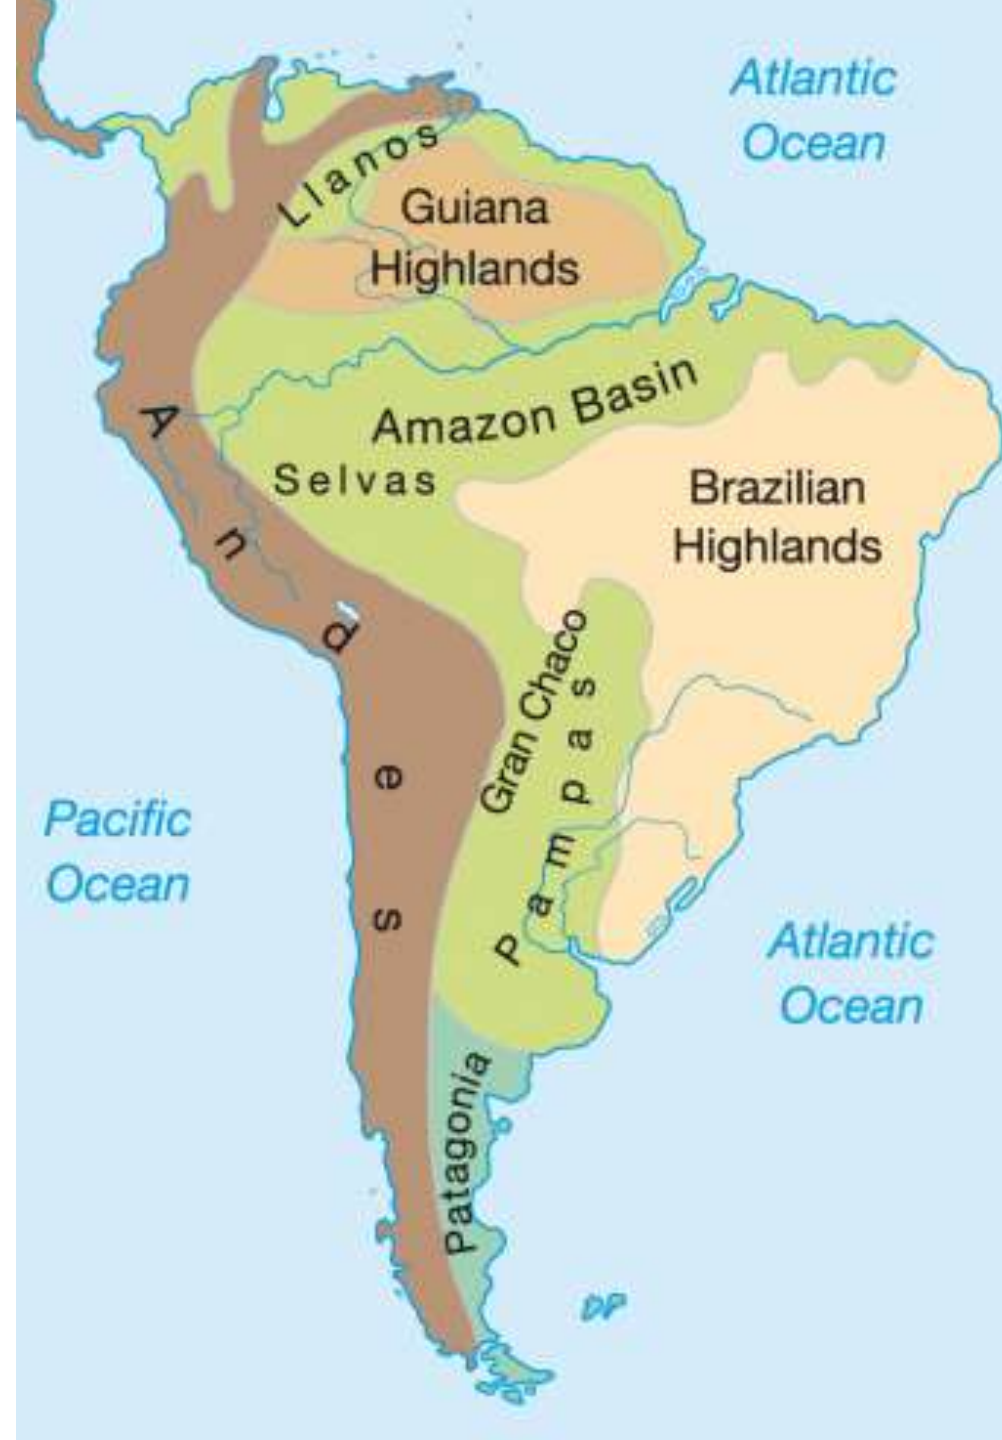 Atlantic
Ocean
Llanos
Guiana
Highlands
Amazon Basin
Selvas
Brazilian
Highlands
Andes
Gran Chaco
Pampas
Pacific
Ocean
Atlantic
Ocean
Patagonia